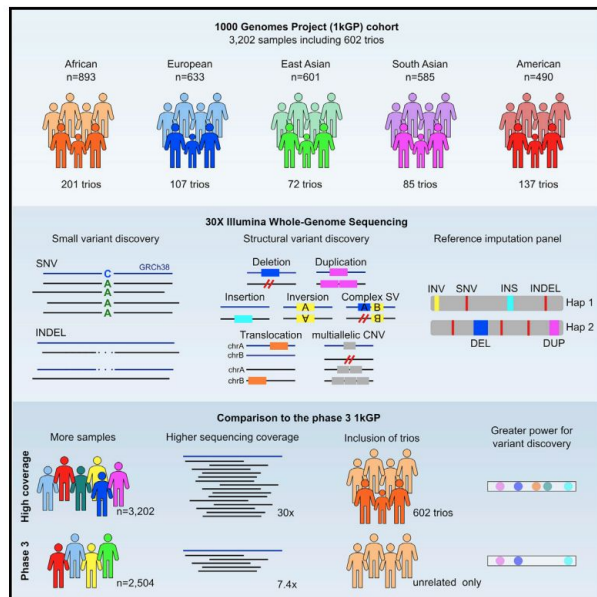 1000 Genomes Project (1kGP) cohort
3,202 samples including 602 trios
African European East Asian South Asian American
n=893 n=633 n=601 n=585 n=490
201 trios 107 trios 72 trios 85 trios 137 trios
30X Illumina Whole-Genome Sequencing
Small variant discovery
SNV
GRCh38
C
A
A
A
A
INDEL
Structural variant discovery
Deletion Duplication
Insertion Inversion Complex SV
A A B
A B
Translocation multiallelic CNV
chrA
chrB
chrA
chrB
Reference imputation panel
INV SNV INS INDEL
Hap 1
Hap 2
DEL DUP
Comparison to the phase 3 1kGP
More samples Higher sequencing coverage Inclusion of trios Greater power for
variant discovery
High coverage
n=3,202 30x 602 trios
Phase 3
n=2,504 7.4x unrelated only